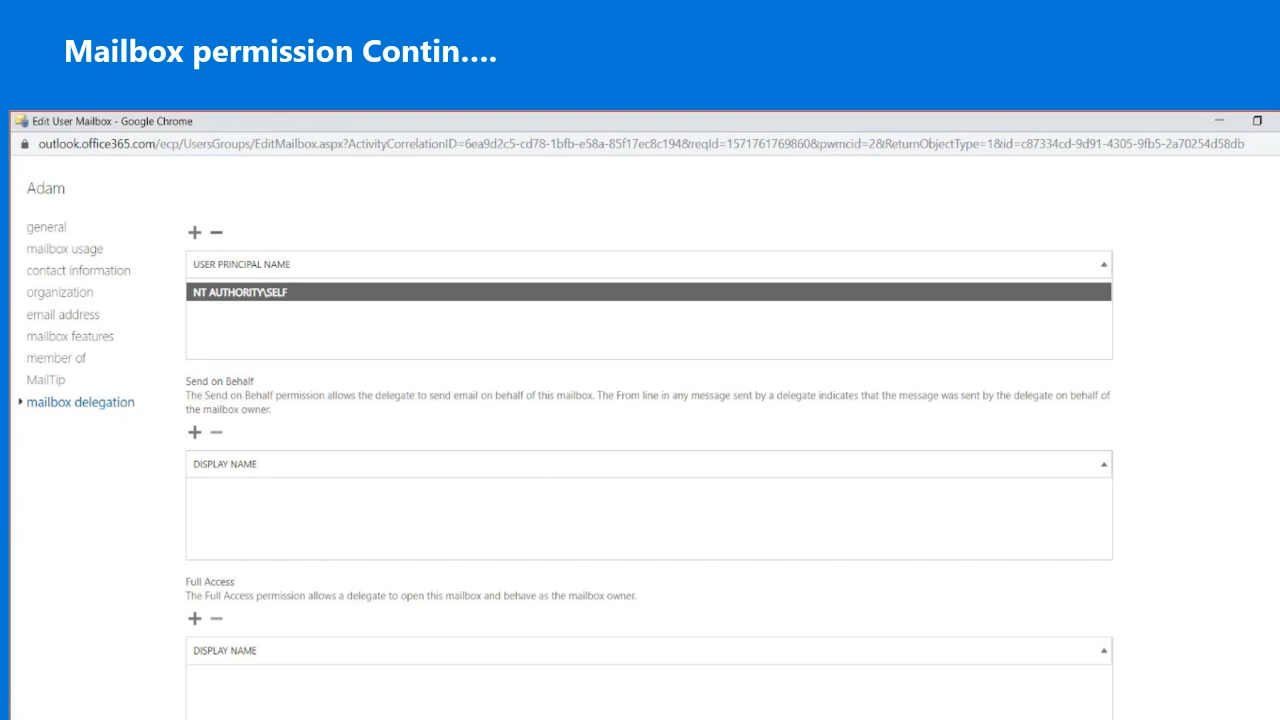 Mailbox permission Contin....
Edit User Mailbox - Google Chrome
outlook.office365.com/ecp/UsersGroups/EditMailbox.aspx?ActivityCorrelationID=6ea9d2c5-cd78-1bfb-e58a-85f17ec8c194&reqId=1571761769860&pwmcid=2&ReturnObjectType=1&id=c87334cd-9d91-4305-9fb5-2a70254d58db
Adam
general
mailbox usage
contact information
organization
email address
mailbox features
member of
MailTip
mailbox delegation
USER PRINCIPAL NAME
NT AUTHORITY\SELF
Send on Behalf
The Send on Behalf permission allows the delegate to send email on behalf of this mailbox. The From line in any message sent by a delegate indicates that the message was sent by the delegate on behalf of
the mailbox owner.
DISPLAY NAME
Full Access
The Full Access permission allows a delegate to open this mailbox and behave as the mailbox owner.
DISPLAY NAME